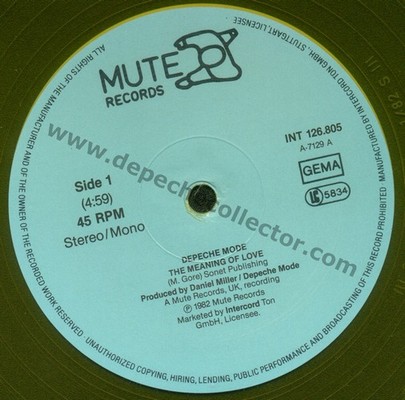 MUTE
RECORDS
INT 126.805
A-7129 A
GEMA
LC 5834
Side 1
(4:59)
45 RPM
Stereo/Mono
DEPECHE MODE
THE MEANING OF LOVE
(M. Gore) Sonet Publishing
Produced by Daniel Miller / Depeche Mode
A Mute Records, UK, recording
Ⓟ 1982 Mute Records
Marketed by Intercord Ton
GmbH, Licensee.
ALL RIGHTS OF THE MANUFACTURER AND OF THE OWNER OF THE RECORDED WORK RESERVED. UNAUTHORIZED COPYING, HIRING, LENDING, PUBLIC PERFORMANCE AND BROADCASTING OF THIS RECORD PROHIBITED · MANUFACTURED BY INTERCORD TON GMBH, STUTTGART, LICENSEE
www.depechecollector.com